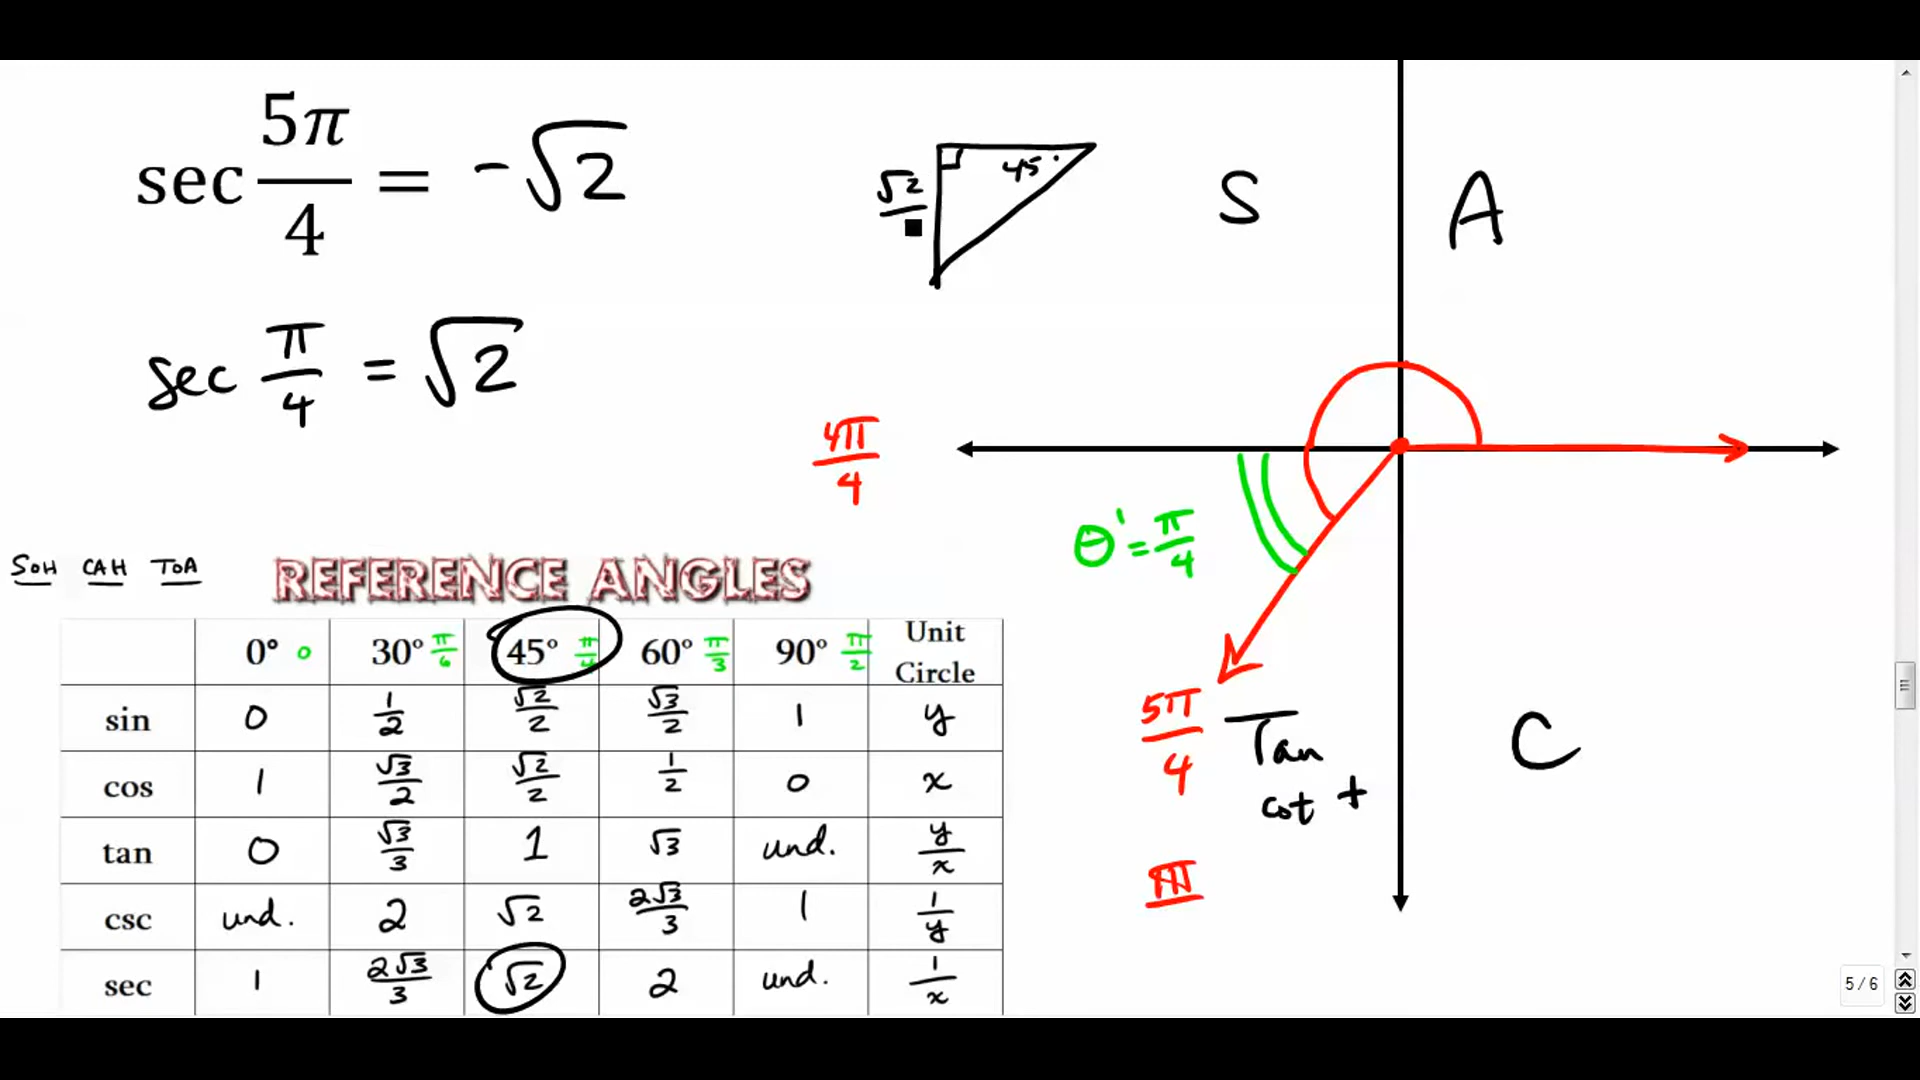 sec 5π/4 = -√2
sec π/4 = √2
√2
45°
S
A
4π/4
θ' = π/4
5π/4
Tan
cot +
C
π
SOH CAH TOA
REFERENCE ANGLES
0° 0 30° π/6 45° π/4 60° π/3 90° π/2 Unit Circle
sin 0 1/2 √2/2 √3/2 1 y
cos 1 √3/2 √2/2 1/2 0 x
tan 0 √3/3 1 √3 und. y/x
csc und. 2 √2 2√3/3 1 1/y
sec 1 2√3/3 √2 2 und. 1/x
5 / 6